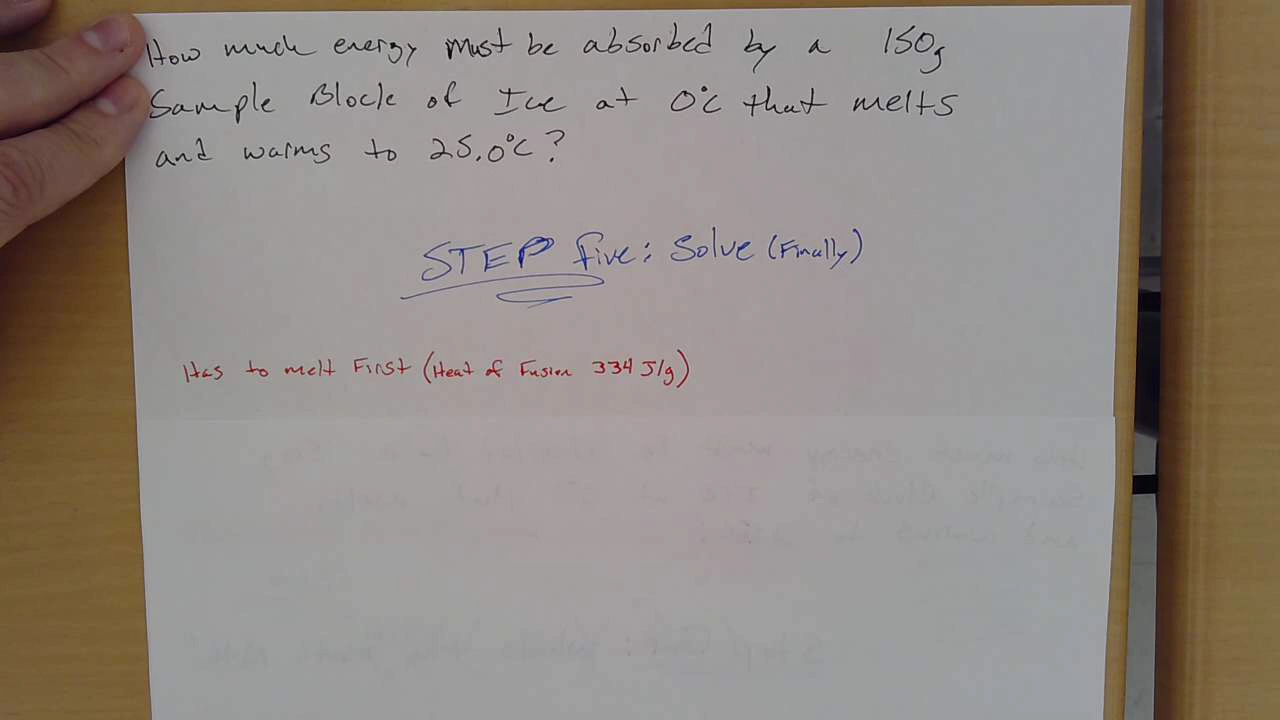 How much energy must be absorbed by a 150g
Sample Block of Ice at 0°C that melts
and warms to 25.0°C?
STEP five: Solve (Finally)
Has to melt First (Heat of Fusion 334 J/g)